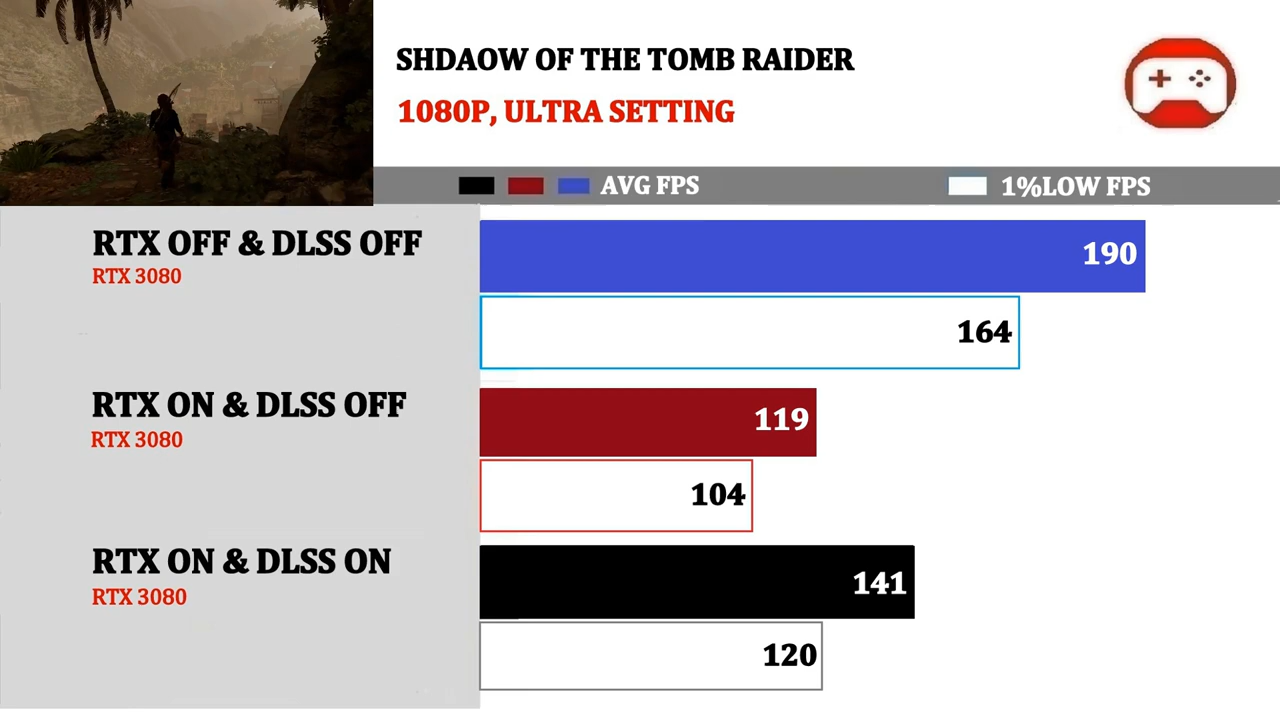 SHDAOW OF THE TOMB RAIDER
1080P, ULTRA SETTING
AVG FPS
1%LOW FPS
RTX OFF & DLSS OFF
RTX 3080
190
164
RTX ON & DLSS OFF
RTX 3080
119
104
RTX ON & DLSS ON
RTX 3080
141
120